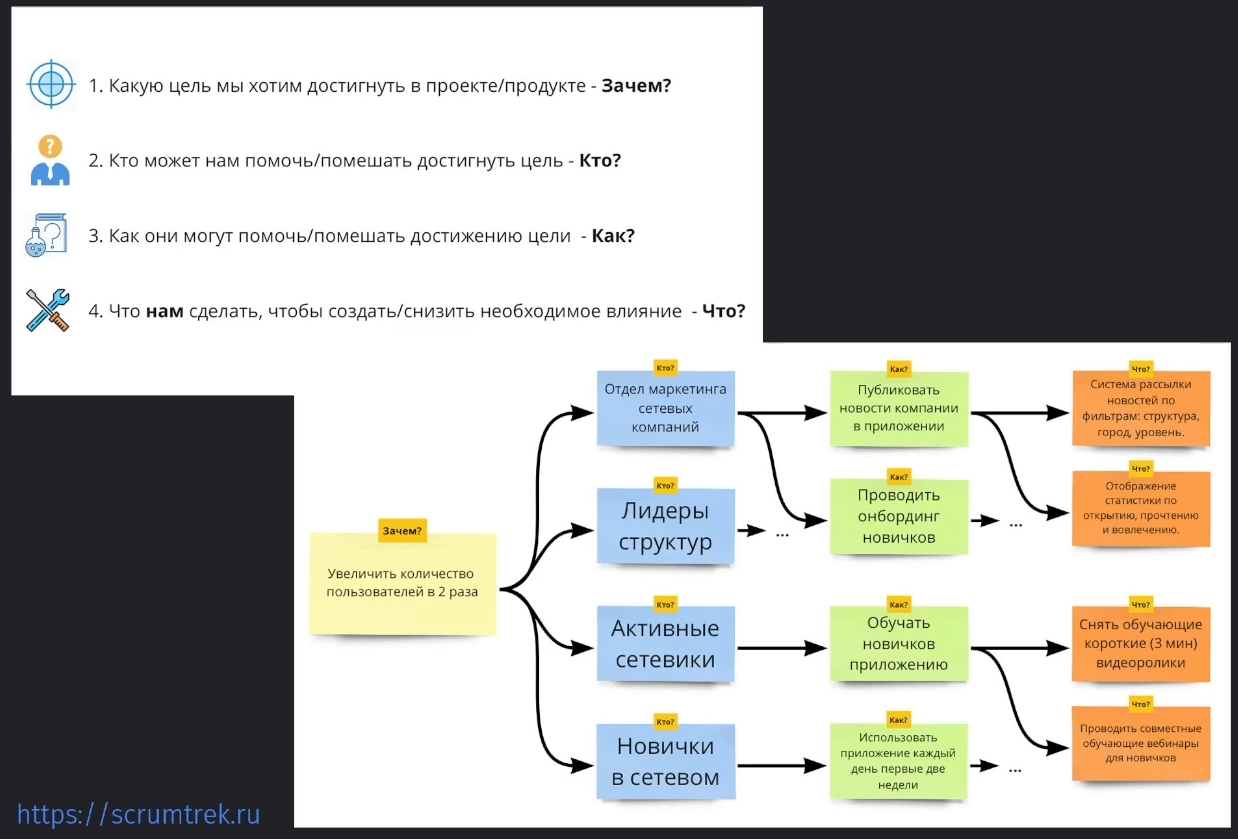 1. Какую цель мы хотим достигнуть в проекте/продукте - Зачем?
2. Кто может нам помочь/помешать достигнуть цель - Кто?
3. Как они могут помочь/помешать достижению цели - Как?
4. Что нам сделать, чтобы создать/снизить необходимое влияние - Что?
Зачем?
Увеличить количество
пользователей в 2 раза
Кто?
Отдел маркетинга
сетевых
компаний
Как?
Публиковать
новости компании
в приложении
Что?
Система рассылки
новостей по
фильтрам: структура,
город, уровень.
Что?
Отображение
статистики по
открытию, прочтению
и вовлечению.
Как?
Проводить
онбординг
новичков
...
Кто?
Лидеры
структур
...
Кто?
Активные
сетевики
Как?
Обучать
новичков
приложению
Что?
Снять обучающие
короткие (3 мин)
видеоролики
Что?
Проводить совместные
обучающие вебинары
для новичков
Кто?
Новички
в сетевом
Как?
Использовать
приложение каждый
день первые две
недели
...
https://scrumtrek.ru